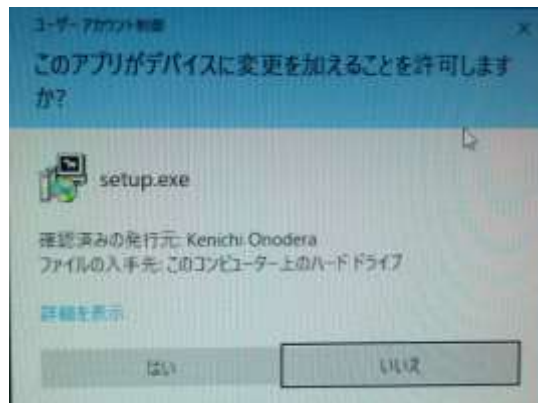 ユーザー アカウント制御
このアプリがデバイスに変更を加えることを許可します
か?
setup.exe
確認済みの発行元: Kenichi Onodera
ファイルの入手先: このコンピューター上のハード ドライブ
詳細を表示
はい
いいえ